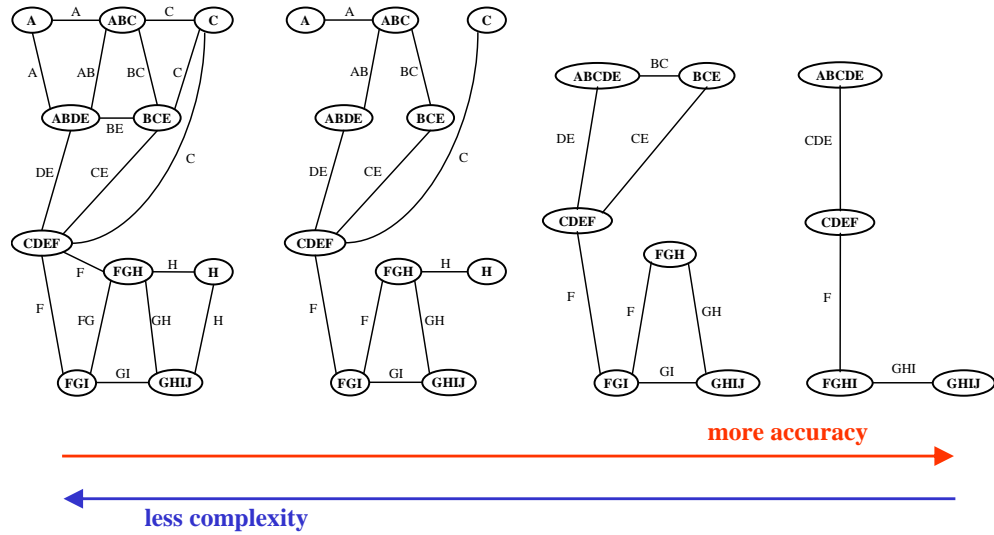 A A ABC C C
A AB BC C
ABDE BE BCE
DE CE C
CDEF
F FGH H H
F FG GH H
FGI GI GHIJ
A A ABC C
AB BC
ABDE BCE
DE CE C
CDEF
FGH H H
F F GH
FGI GI GHIJ
ABCDE BC BCE
DE CE
CDEF
FGH
F F GH
FGI GI GHIJ
ABCDE
CDE
CDEF
F
FGHI GHI GHIJ
more accuracy
less complexity